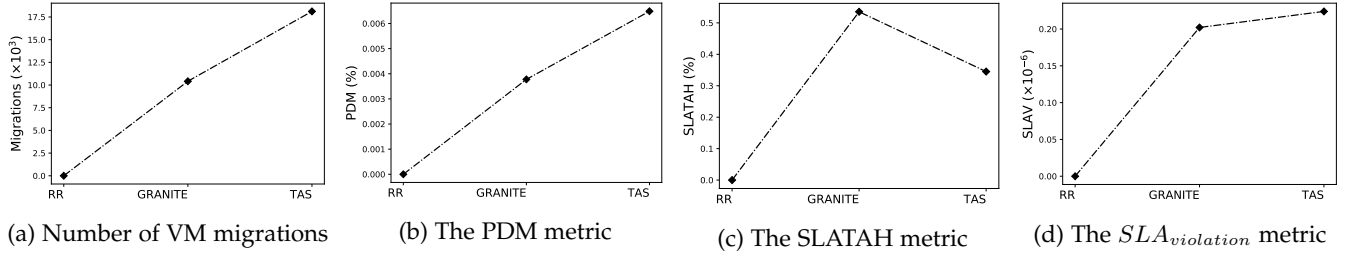 Migrations (×10³)
17.5
15.0
12.5
10.0
7.5
5.0
2.5
0.0
RR GRANITE TAS
(a) Number of VM migrations
PDM (%)
0.006
0.005
0.004
0.003
0.002
0.001
0.000
RR GRANITE TAS
(b) The PDM metric
SLATAH (%)
0.5
0.4
0.3
0.2
0.1
0.0
RR GRANITE TAS
(c) The SLATAH metric
SLAV (×10⁻⁶)
0.20
0.15
0.10
0.05
0.00
RR GRANITE TAS
(d) The SLA_violation metric